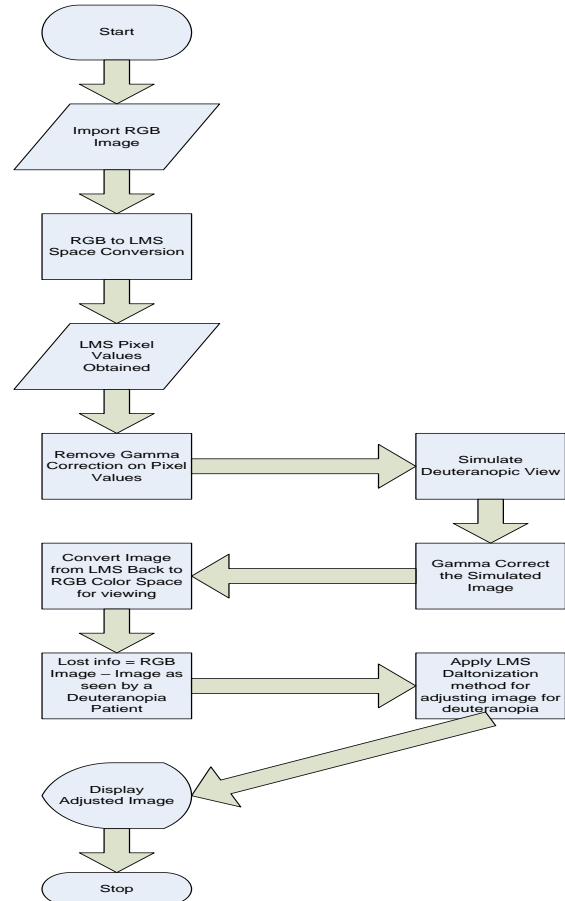 Start
Import RGB
Image
RGB to LMS
Space Conversion
LMS Pixel
Values
Obtained
Remove Gamma
Correction on Pixel
Values
Simulate
Deuteranopic View
Gamma Correct
the Simulated
Image
Convert Image
from LMS Back to
RGB Color Space
for viewing
Lost info = RGB
Image – Image as
seen by a
Deuteranopia
Patient
Apply LMS
Daltonization
method for
adjusting image for
deuteranopia
Display
Adjusted Image
Stop